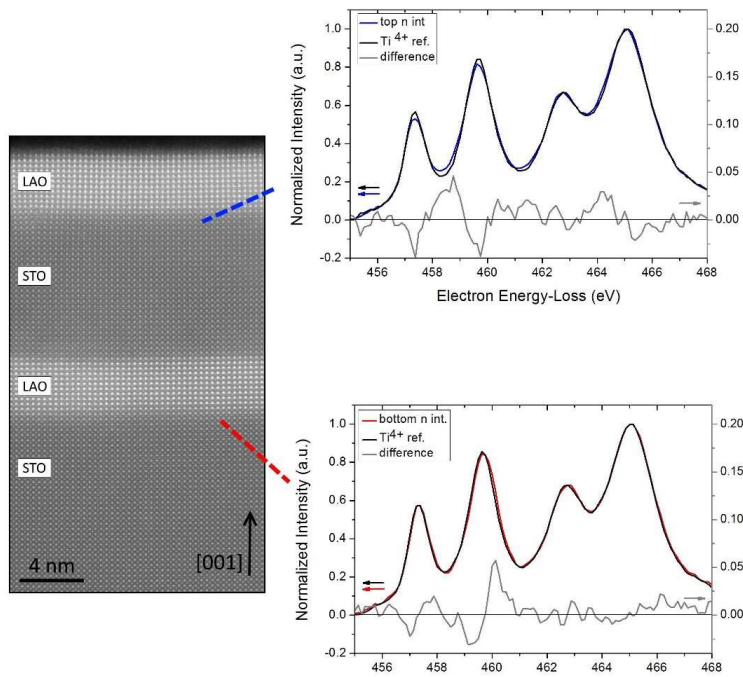 LAO
STO
LAO
STO
[001]
4 nm
top n int
Ti 4+ ref.
difference
Normalized Intensity (a.u.)
1.0
0.8
0.6
0.4
0.2
0.0
-0.2
0.20
0.15
0.10
0.05
0.00
456 458 460 462 464 466 468
Electron Energy-Loss (eV)
bottom n int.
Ti4+ ref.
difference
Normalized Intensity (a.u.)
1.0
0.8
0.6
0.4
0.2
0.0
-0.2
0.20
0.15
0.10
0.05
0.00
455 458 460 462 464 466 468